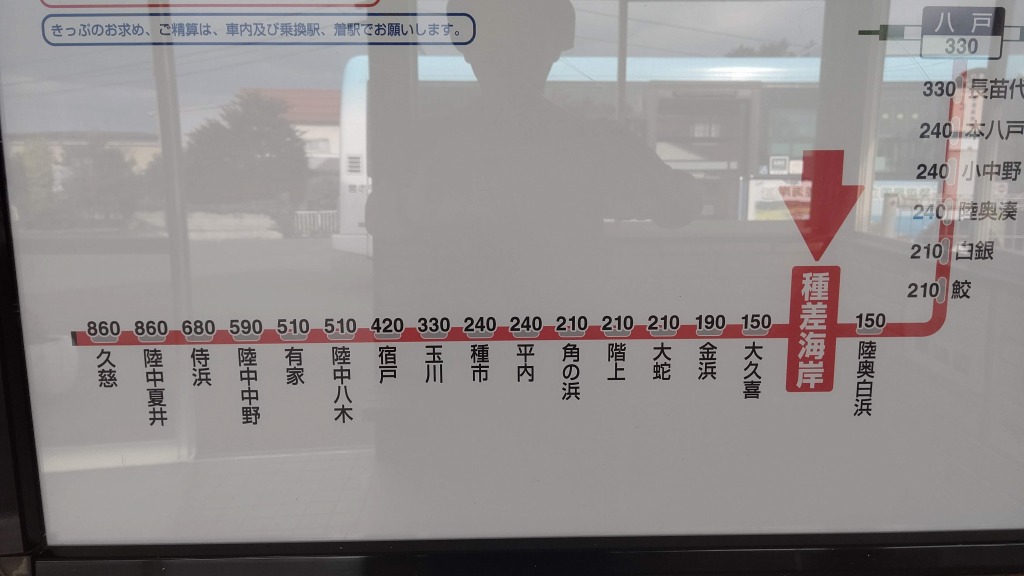 きっぷのお求め、ご精算は、車内及び乗換駅、着駅でお願いします。
八戸
330
330 長苗代
240 本八戸
240 小中野
240 陸奥湊
210 白銀
210 鮫
860 860 680 590 510 510 420 330 240 240 210 210 210 190 150 150
久慈
陸中夏井
侍浜
陸中中野
有家
陸中八木
宿戸
玉川
種市
平内
角の浜
階上
大蛇
金浜
大久喜
種差海岸
陸奥白浜